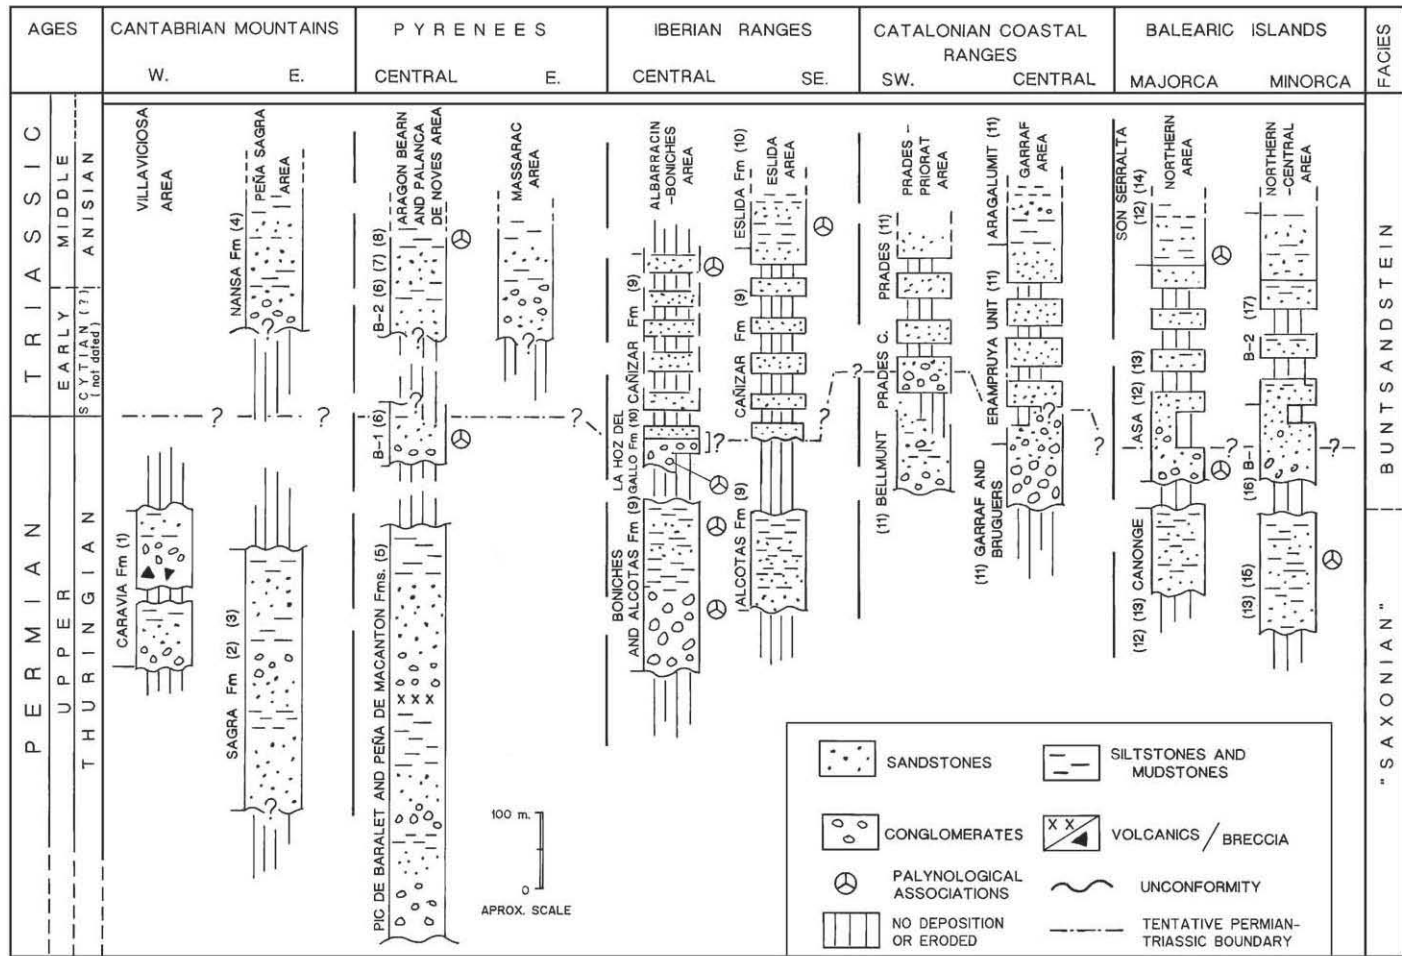 AGES
CANTABRIAN MOUNTAINS
W.
E.
PYRENEES
CENTRAL
E.
IBERIAN RANGES
CENTRAL
SE.
CATALONIAN COASTAL
RANGES
SW.
CENTRAL
BALEARIC ISLANDS
MAJORCA
MINORCA
FACIES
TRIASSIC
MIDDLE
EARLY
ANISIAN
SCYTIAN (?)
(not dated)
PERMIAN
UPPER
THURINGIAN
VILLAVICIOSA
AREA
CARAVIA Fm (1)
PEÑA SAGRA
AREA
NANSA Fm (4)
?
?
?
SAGRA Fm (2) (3)
?
ARAGON BEARN
AND PALANCA
DE NOVES AREA
B-2 (6) (7) (8)
?
?
B-1 (6)
?
PIC DE BARALET AND PEÑA DE MACANTON Fms. (5)
MASSARAC
AREA
?
ALBARRACIN
-BONICHES
AREA
CAÑIZAR Fm (9)
LA HOZ DEL
GALLO Fm (10)
?
BONICHES
AND ALCOTAS Fm (9)
ESLIDA
AREA
ESLIDA Fm (10)
CAÑIZAR Fm (9)
?
ALCOTAS Fm (9)
?
PRADES-
PRIORAT
AREA
PRADES (11)
PRADES C.
(11) BELLMUNT
GARRAF
AREA
ARAGALUMIT (11)
ERAMPRUYA UNIT (11)
?
(11) GARRAF AND
BRUGUERS
?
NORTHERN
AREA
SON SERRALTA
(12) (14)
ASA (12) (13)
(12) (13) CANONGE
NORTHERN
-CENTRAL
AREA
B-2 (17)
(16) B-1
?
?
(13) (15)
BUNTSANDSTEIN
"SAXONIAN"
100 m.
0
APROX. SCALE
SANDSTONES
SILTSTONES AND
MUDSTONES
CONGLOMERATES
x x
VOLCANICS / BRECCIA
PALYNOLOGICAL
ASSOCIATIONS
UNCONFORMITY
NO DEPOSITION
OR ERODED
TENTATIVE PERMIAN-
TRIASSIC BOUNDARY